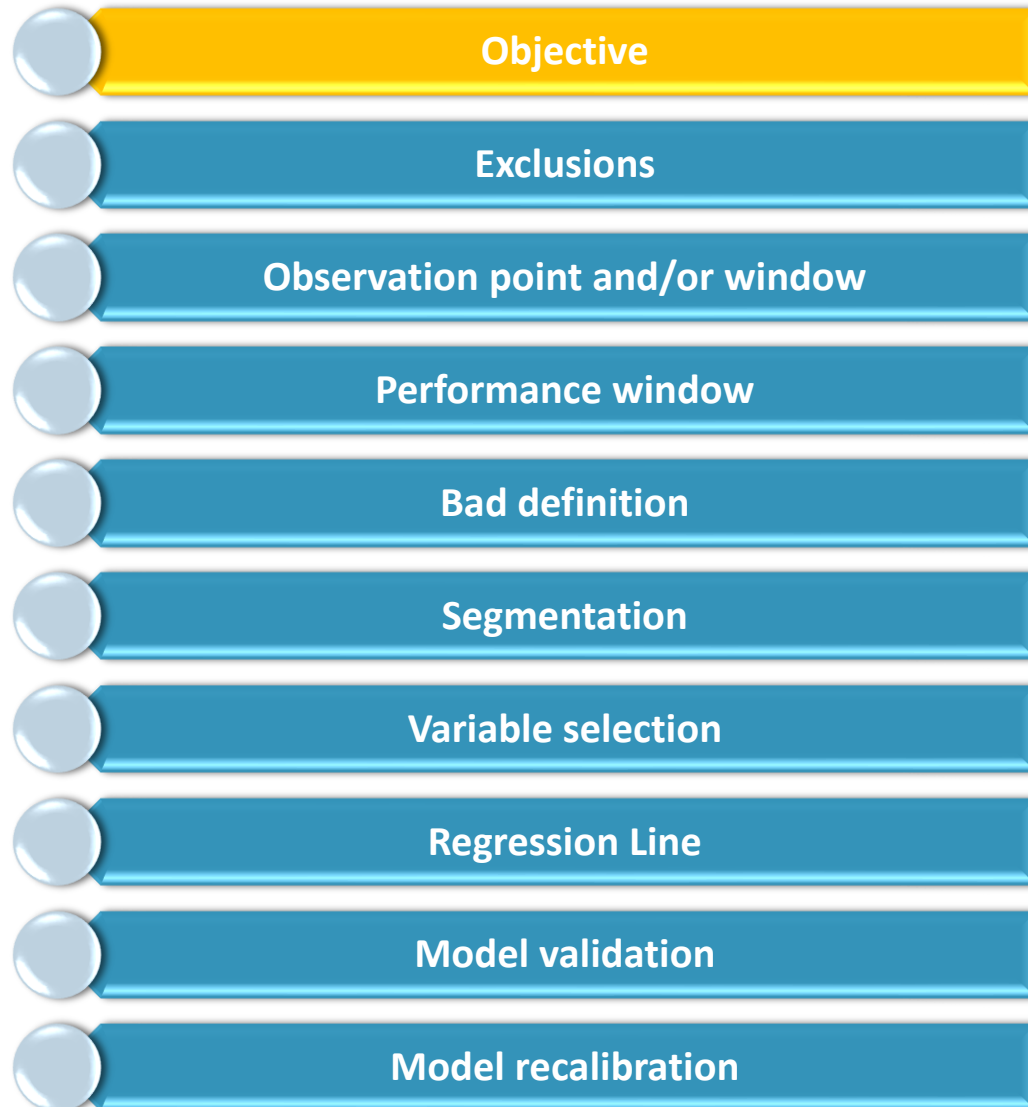 Objective
Exclusions
Observation point and/or window
Performance window
Bad definition
Segmentation
Variable selection
Regression Line
Model validation
Model recalibration